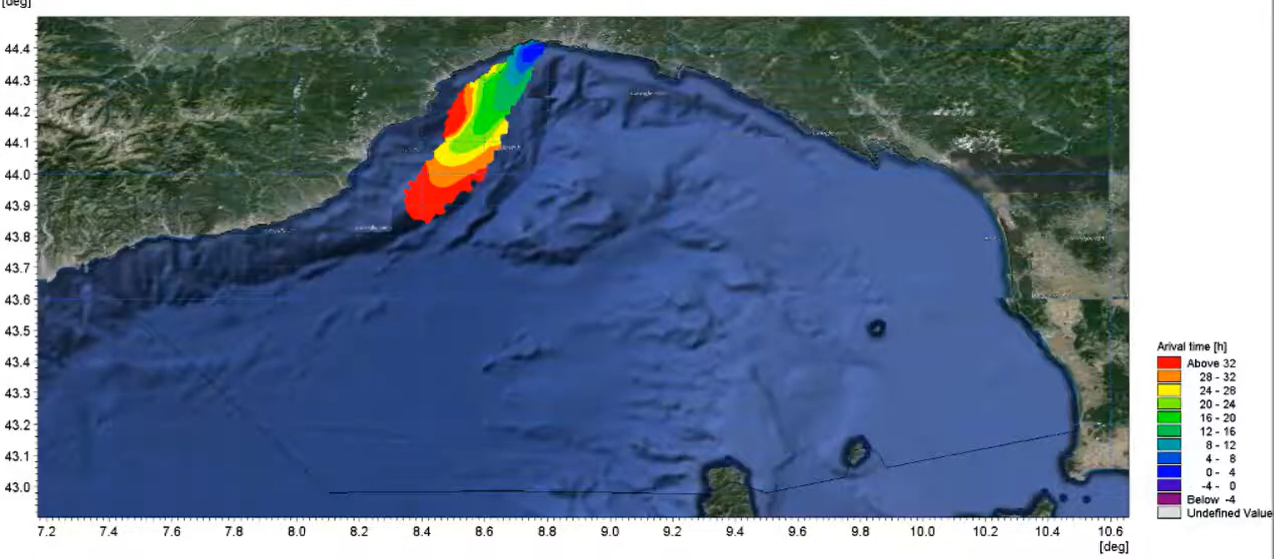 [deg]
44.4
44.3
44.2
44.1
44.0
43.9
43.8
43.7
43.6
43.5
43.4
43.3
43.2
43.1
43.0
7.2 7.4 7.6 7.8 8.0 8.2 8.4 8.6 8.8 9.0 9.2 9.4 9.6 9.8 10.0 10.2 10.4 10.6
[deg]
Arival time [h]
Above 32
28 - 32
24 - 28
20 - 24
16 - 20
12 - 16
8 - 12
4 - 8
0 - 4
-4 - 0
Below -4
Undefined Value